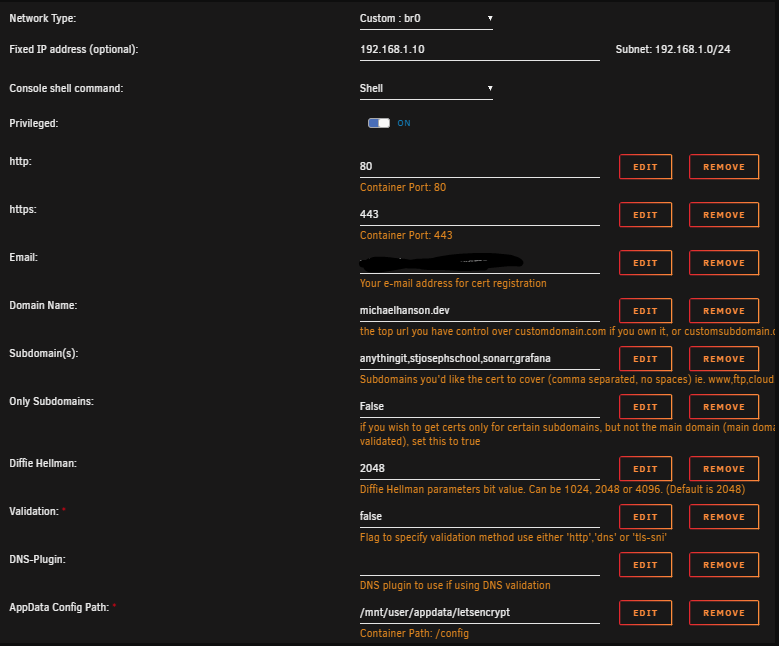 Network Type: Custom : br0
Fixed IP address (optional): 192.168.1.10 Subnet: 192.168.1.0/24
Console shell command: Shell
Privileged: ON
http: 80 EDIT REMOVE
Container Port: 80
https: 443 EDIT REMOVE
Container Port: 443
Email: EDIT REMOVE
Your e-mail address for cert registration
Domain Name: michaelhanson.dev EDIT REMOVE
the top url you have control over customdomain.com if you own it, or customsubdomain.
Subdomain(s): anythingit,stjosephschool,sonarr,grafana EDIT REMOVE
Subdomains you'd like the cert to cover (comma separated, no spaces) ie. www,ftp,cloud
Only Subdomains: False EDIT REMOVE
if you wish to get certs only for certain subdomains, but not the main domain (main doma
validated), set this to true
Diffie Hellman: 2048 EDIT REMOVE
Diffie Hellman parameters bit value. Can be 1024, 2048 or 4096. (Default is 2048)
Validation: * false EDIT REMOVE
Flag to specify validation method use either 'http','dns' or 'tls-sni'
DNS-Plugin: EDIT REMOVE
DNS plugin to use if using DNS validation
AppData Config Path: * /mnt/user/appdata/letsencrypt EDIT REMOVE
Container Path: /config